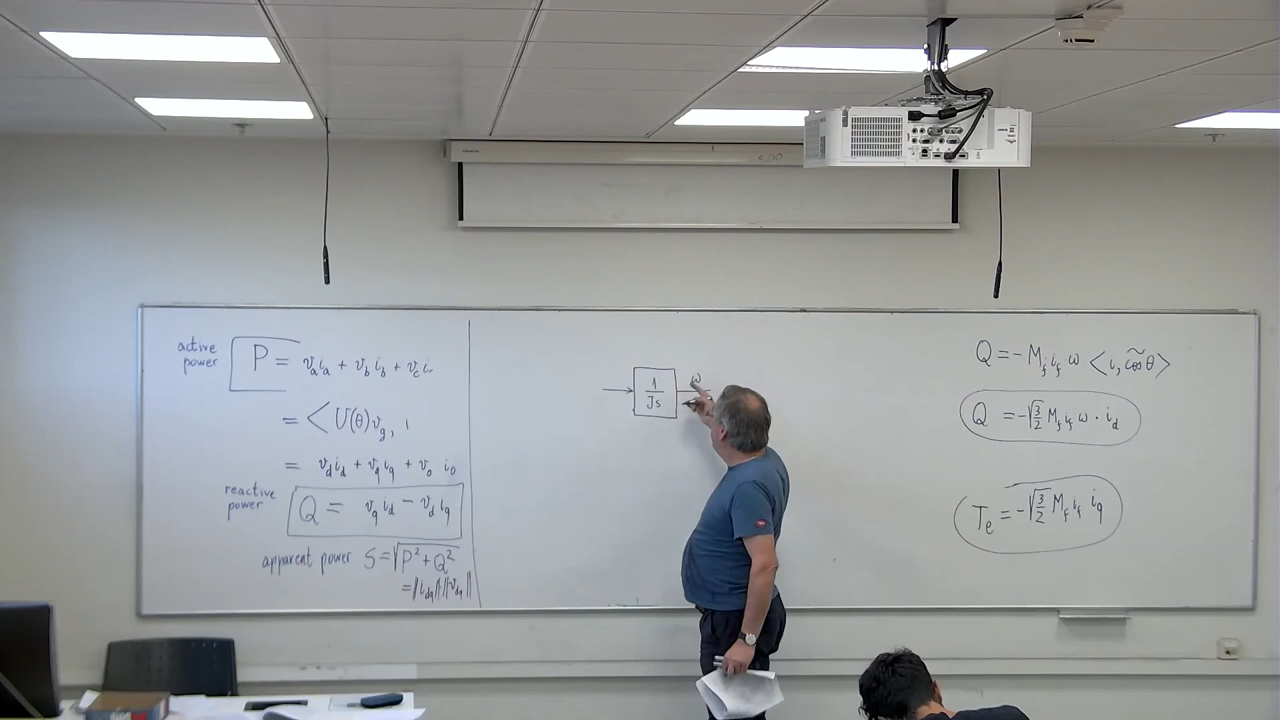 active power P = v_a i_a + v_b i_b + v_c i_c
= <U(θ)v_g, i
= v_d i_d + v_q i_q + v_o i_o
reactive power Q = v_q i_d - v_d i_q
apparent power S = √(P² + Q²)
= ||i_dq|| ||v_dq||
1/Js
ω
Q = - M_f i_f ω <i, c̃osθ>
Q = -√(3/2) M_f i_f ω · i_d
T_e = -√(3/2) M_f i_f i_q